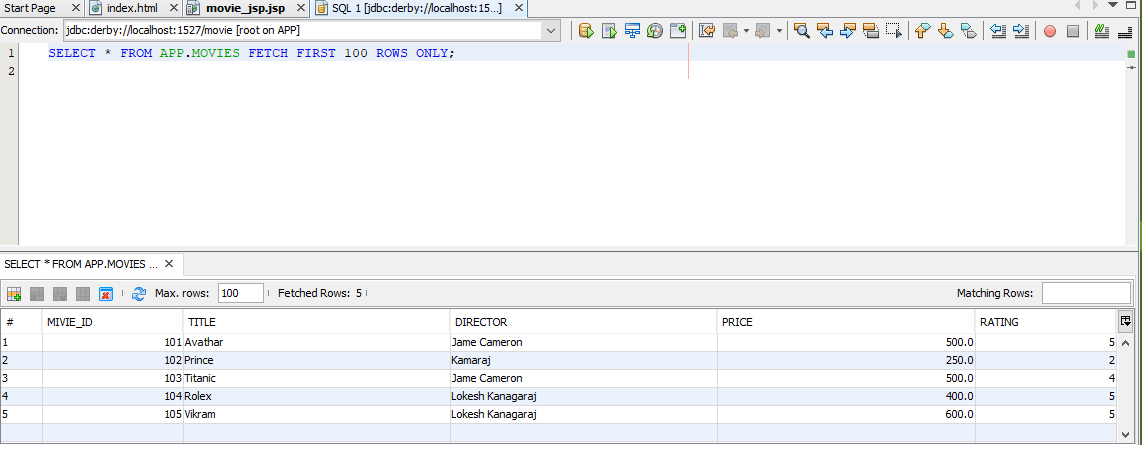 Start Page index.html movie_jsp.jsp SQL 1 [jdbc:derby://localhost:15...]
Connection: jdbc:derby://localhost:1527/movie [root on APP]
1 SELECT * FROM APP.MOVIES FETCH FIRST 100 ROWS ONLY;
2
SELECT * FROM APP.MOVIES ...
Max. rows: 100 Fetched Rows: 5 Matching Rows:
# MIVIE_ID TITLE DIRECTOR PRICE RATING
1 101 Avathar Jame Cameron 500.0 5
2 102 Prince Kamaraj 250.0 2
3 103 Titanic Jame Cameron 500.0 4
4 104 Rolex Lokesh Kanagaraj 400.0 5
5 105 Vikram Lokesh Kanagaraj 600.0 5